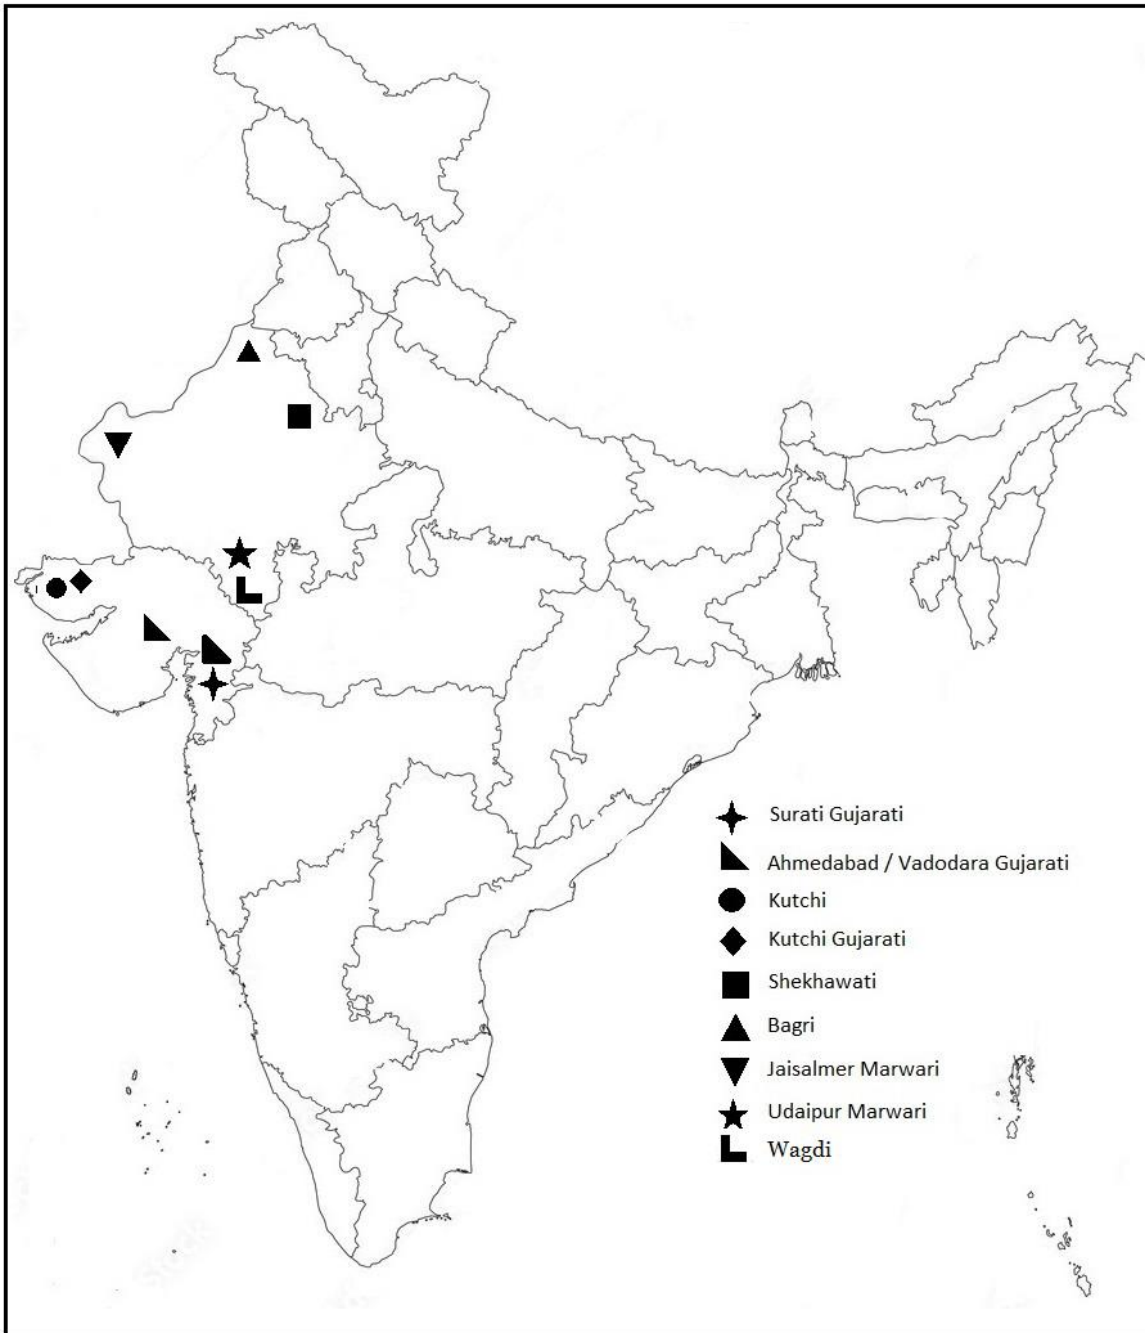 Surati Gujarati
Ahmedabad / Vadodara Gujarati
Kutchi
Kutchi Gujarati
Shekhawati
Bagri
Jaisalmer Marwari
Udaipur Marwari
Wagdi